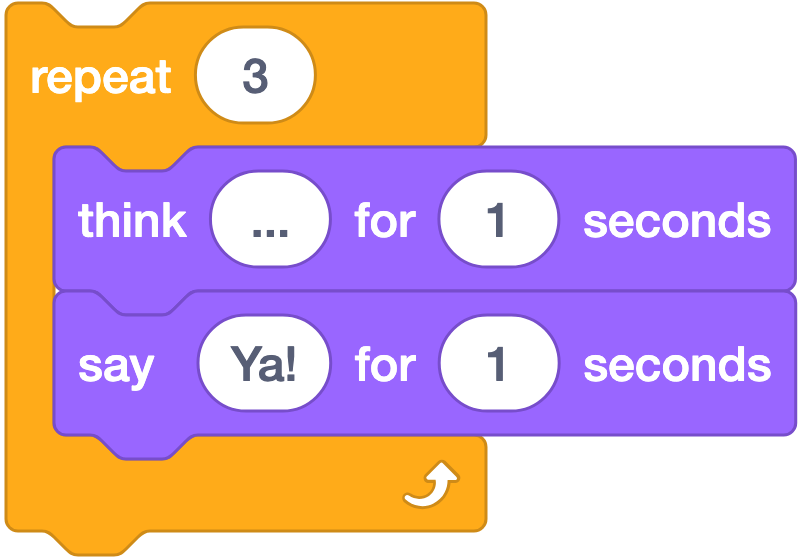 repeat 3
think ... for 1 seconds
say Ya! for 1 seconds